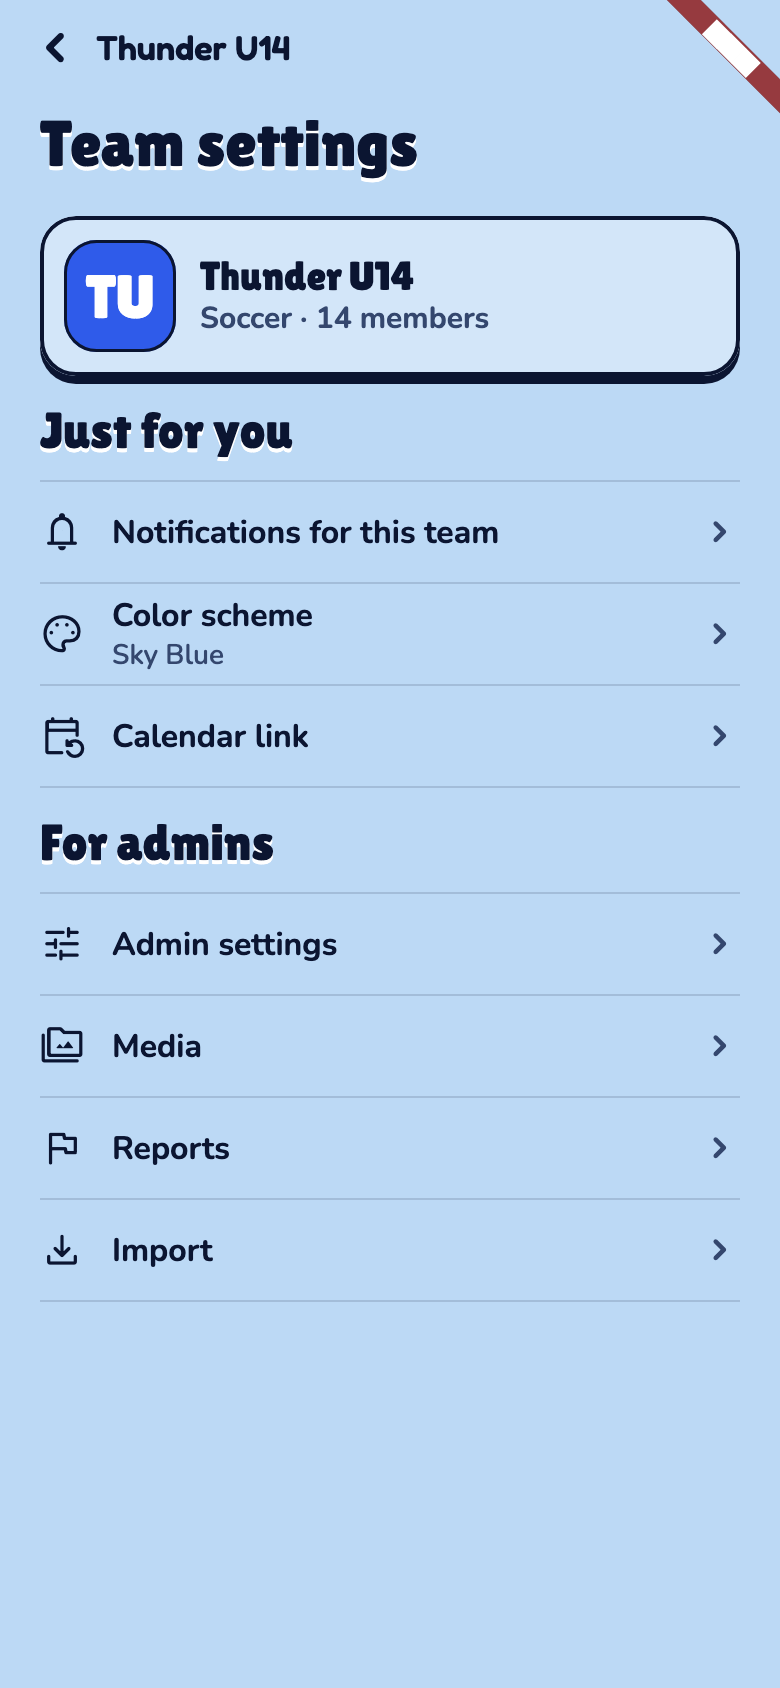 Thunder U14
Team settings
TU
Thunder U14
Soccer · 14 members
Just for you
Notifications for this team
Color scheme
Sky Blue
Calendar link
For admins
Admin settings
Media
Reports
Import